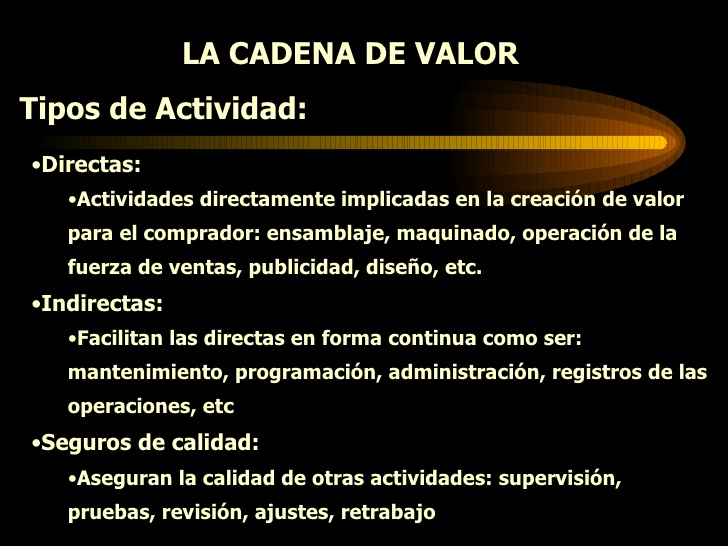 LA CADENA DE VALOR
Tipos de Actividad:
•Directas:
•Actividades directamente implicadas en la creación de valor
para el comprador: ensamblaje, maquinado, operación de la
fuerza de ventas, publicidad, diseño, etc.
•Indirectas:
•Facilitan las directas en forma continua como ser:
mantenimiento, programación, administración, registros de las
operaciones, etc
•Seguros de calidad:
•Aseguran la calidad de otras actividades: supervisión,
pruebas, revisión, ajustes, retrabajo